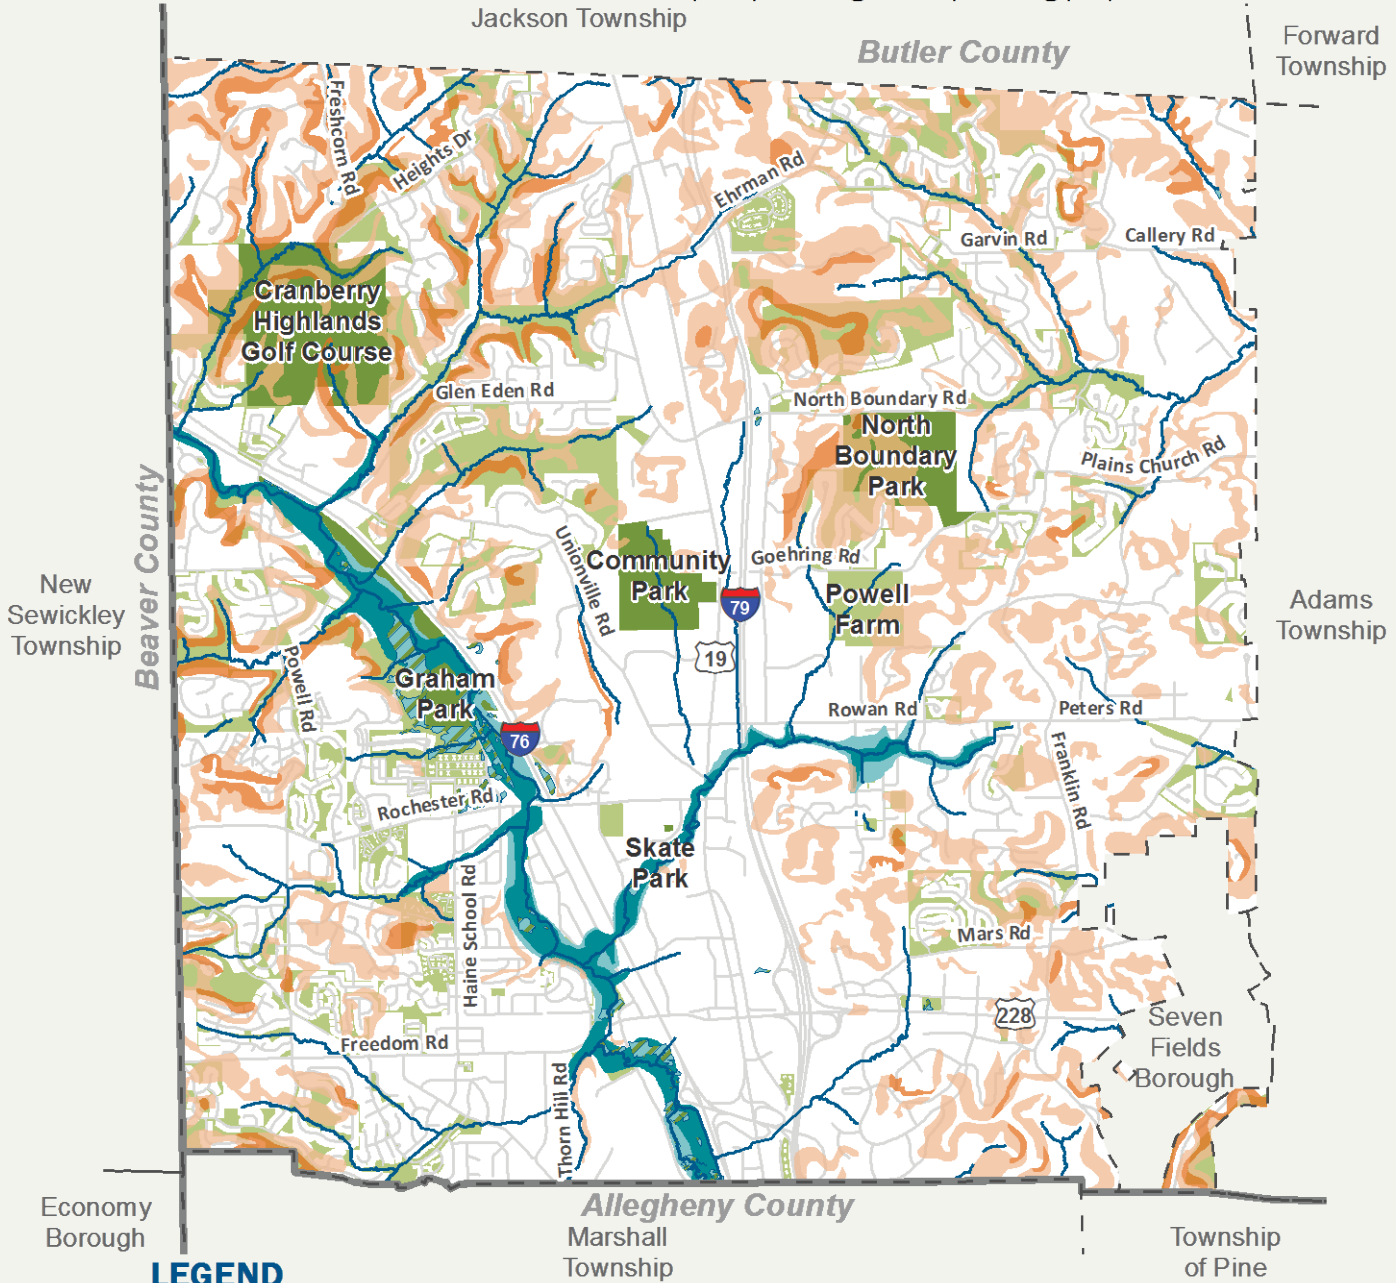 Jackson Township
Butler County
Forward
Township
Freshcorn Rd
Heights Dr
Ehrman Rd
Garvin Rd
Callery Rd
Cranberry
Highlands
Golf Course
Glen Eden Rd
North Boundary Rd
North
Boundary
Park
Plains Church Rd
Beaver County
New
Sewickley
Township
Unionville Rd
Community
Park
Goehring Rd
79
Powell
Farm
Adams
Township
19
Powell Rd
Graham
Park
76
Rowan Rd
Peters Rd
Franklin Rd
Rochester Rd
Skate
Park
Haine School Rd
Mars Rd
228
Seven
Fields
Borough
Freedom Rd
Thorn Hill Rd
Economy
Borough
Allegheny County
Marshall
Township
Township
of Pine
LEGEND